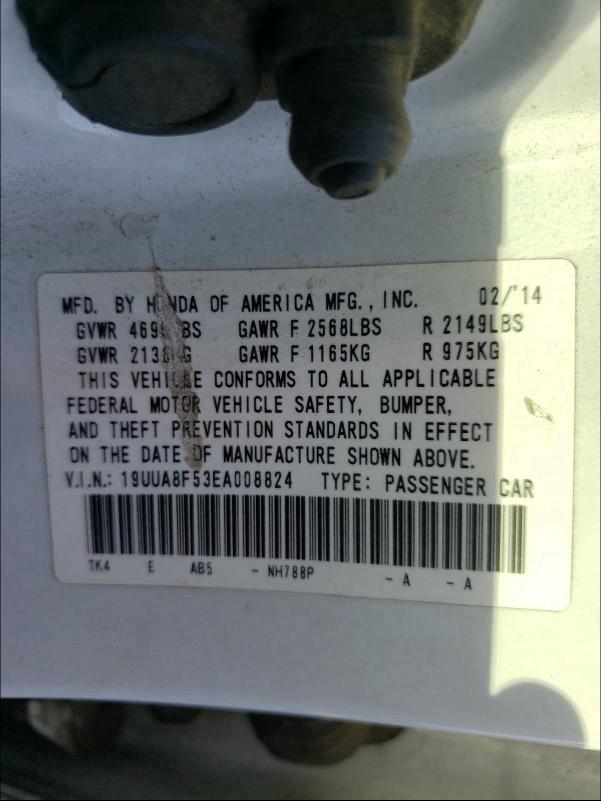 MFD. BY HONDA OF AMERICA MFG., INC. 02/'14
GVWR GAWR F 2568LBS R 2149LBS
GVWR GAWR F 1165KG R 975KG
THIS VEHICLE CONFORMS TO ALL APPLICABLE
FEDERAL MOTOR VEHICLE SAFETY, BUMPER,
AND THEFT PREVENTION STANDARDS IN EFFECT
ON THE DATE OF MANUFACTURE SHOWN ABOVE.
V.I.N.: 19UUA8F53EA008824 TYPE: PASSENGER CAR
TK4 E AB5 - NH788P - A - A